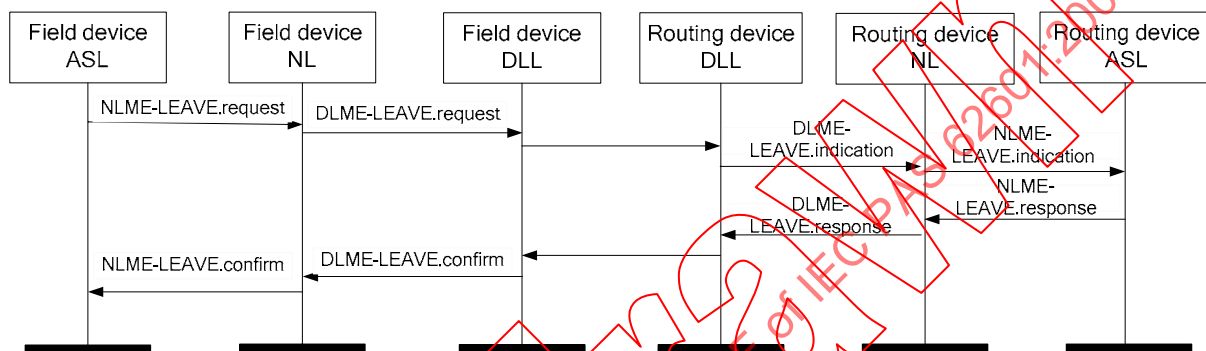 Field device
ASL
Field device
NL
Field device
DLL
Routing device
DLL
Routing device
NL
Routing device
ASL
NLME-LEAVE.request
DLME-LEAVE.request
DLME-
LEAVE.indication
NLME-
LEAVE.indication
NLME-
LEAVE.response
DLME-
LEAVE.response
DLME-LEAVE.confirm
NLME-LEAVE.confirm
of IEC PAS 62601:200